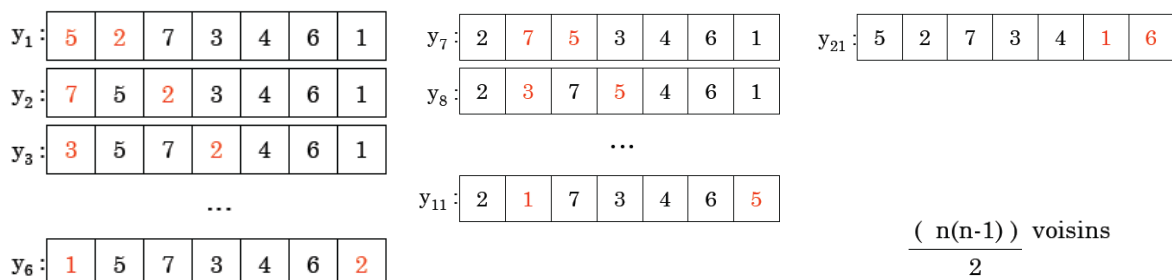 y1: 5 2 7 3 4 6 1
y2: 7 5 2 3 4 6 1
y3: 3 5 7 2 4 6 1
...
y6: 1 5 7 3 4 6 2
y7: 2 7 5 3 4 6 1
y8: 2 3 7 5 4 6 1
...
y11: 2 1 7 3 4 6 5
y21: 5 2 7 3 4 1 6
( n(n-1) ) voisins
2